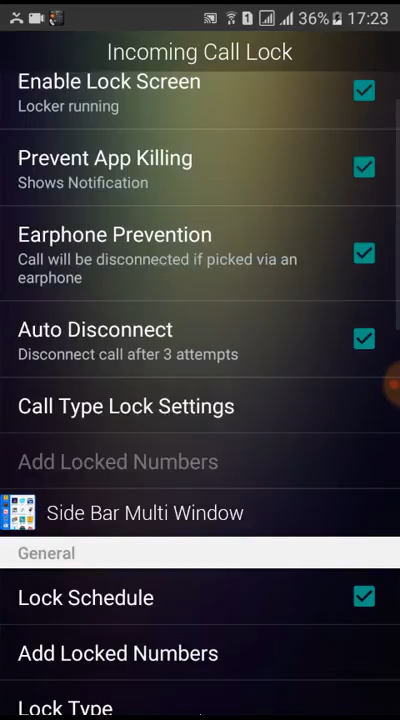 36% 17:23
Incoming Call Lock
Enable Lock Screen
Locker running
Prevent App Killing
Shows Notification
Earphone Prevention
Call will be disconnected if picked via an
earphone
Auto Disconnect
Disconnect call after 3 attempts
Call Type Lock Settings
Add Locked Numbers
Side Bar Multi Window
General
Lock Schedule
Add Locked Numbers
Lock Type